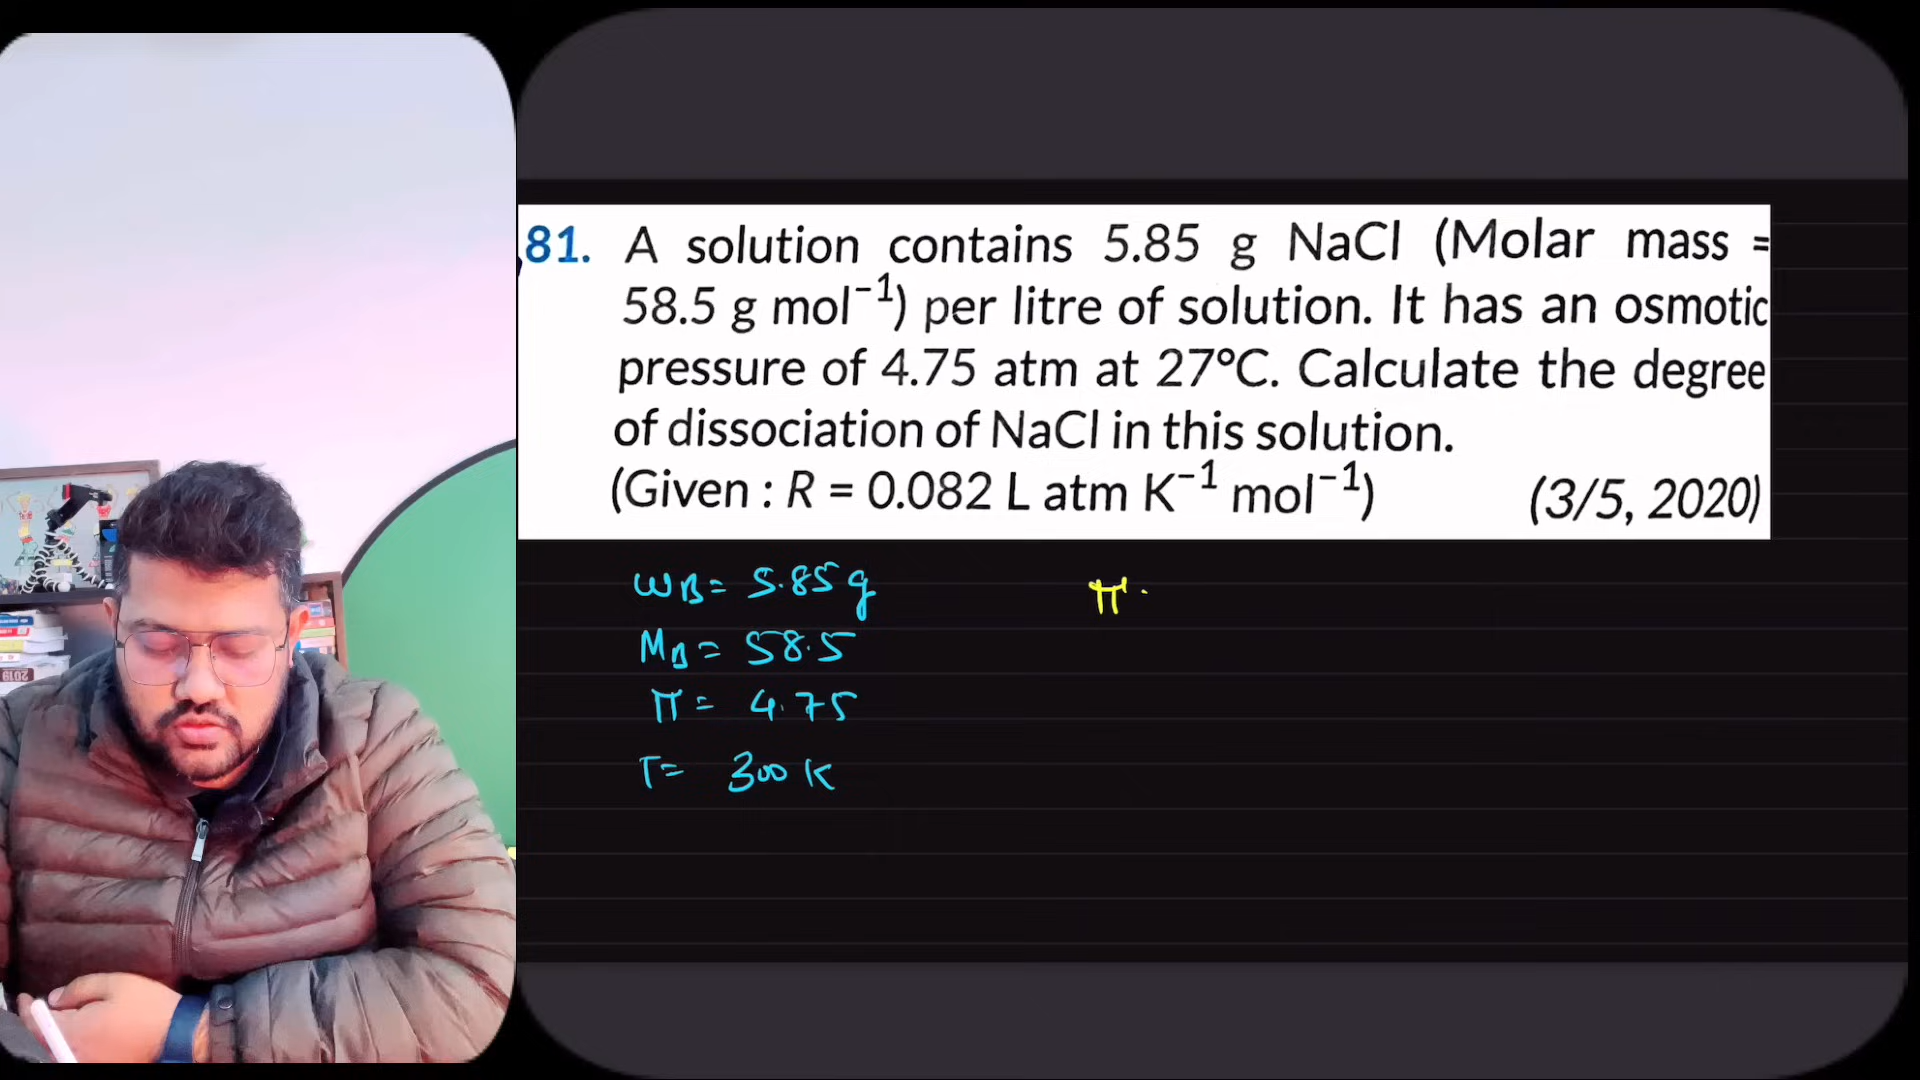 81. A solution contains 5.85 g NaCl (Molar mass =
58.5 g mol⁻¹) per litre of solution. It has an osmotic
pressure of 4.75 atm at 27°C. Calculate the degree
of dissociation of NaCl in this solution.
(Given : R = 0.082 L atm K⁻¹ mol⁻¹) (3/5, 2020)
WB = 5.85 g
MB = 58.5
π = 4.75
T = 300 K
π
2019